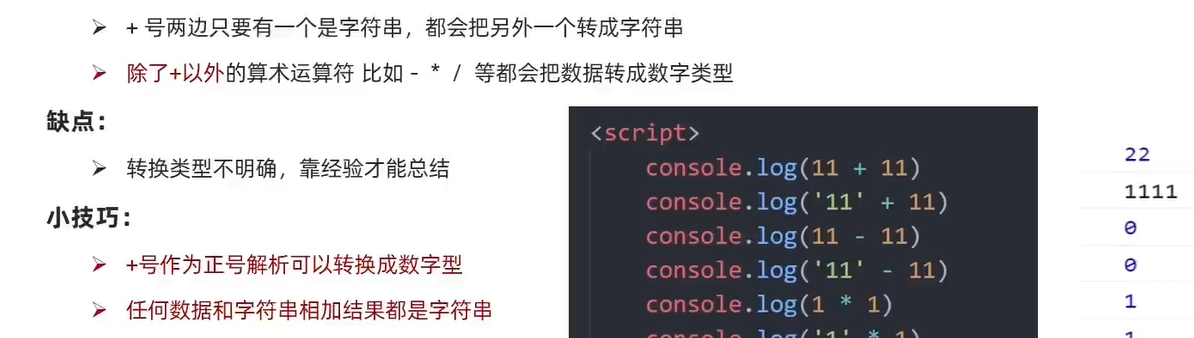 + 号两边只要有一个是字符串，都会把另外一个转成字符串
除了+以外的算术运算符 比如 - * / 等都会把数据转成数字类型
缺点：
转换类型不明确，靠经验才能总结
小技巧：
+号作为正号解析可以转换成数字型
任何数据和字符串相加结果都是字符串
<script>
console.log(11 + 11)
console.log('11' + 11)
console.log(11 - 11)
console.log('11' - 11)
console.log(1 * 1)
console.log('1' * 1)
22
1111
0
0
1
1